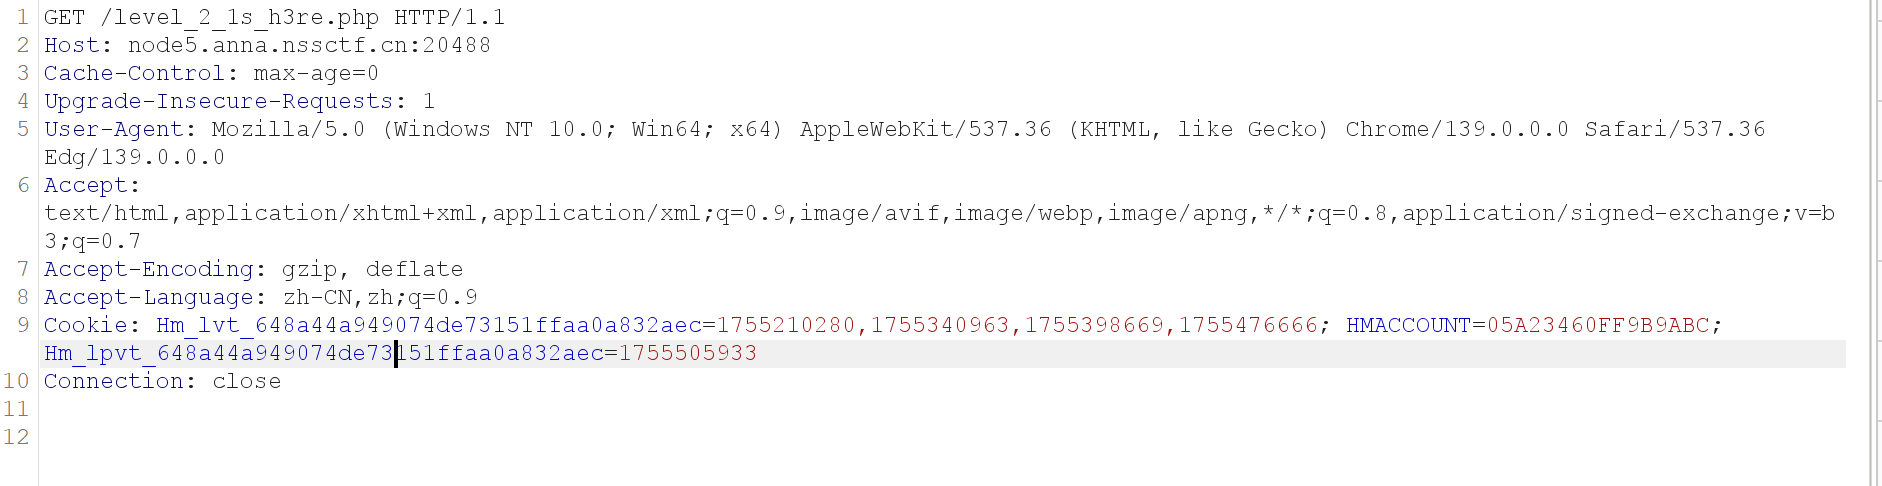 1 GET /level_2_1s_h3re.php HTTP/1.1
2 Host: node5.anna.nssctf.cn:20488
3 Cache-Control: max-age=0
4 Upgrade-Insecure-Requests: 1
5 User-Agent: Mozilla/5.0 (Windows NT 10.0; Win64; x64) AppleWebKit/537.36 (KHTML, like Gecko) Chrome/139.0.0.0 Safari/537.36
Edg/139.0.0.0
6 Accept:
text/html,application/xhtml+xml,application/xml;q=0.9,image/avif,image/webp,image/apng,*/*;q=0.8,application/signed-exchange;v=b
3;q=0.7
7 Accept-Encoding: gzip, deflate
8 Accept-Language: zh-CN,zh;q=0.9
9 Cookie: Hm_lvt_648a44a949074de73151ffaa0a832aec=1755210280,1755340963,1755398669,1755476666; HMACCOUNT=05A23460FF9B9ABC;
Hm_lpvt_648a44a949074de73151ffaa0a832aec=1755505933
10 Connection: close
11
12